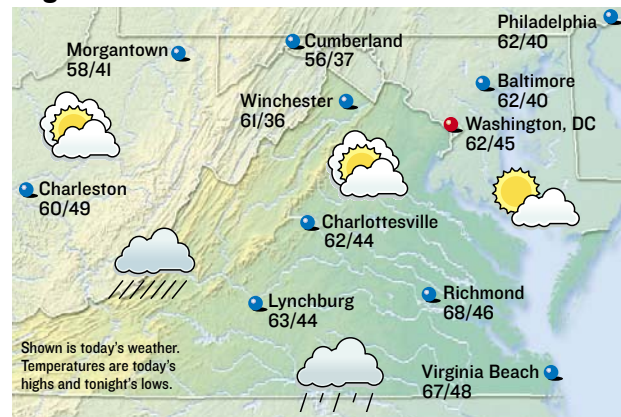 Philadelphia
62/40
Morgantown
58/41
Cumberland
56/37
Baltimore
62/40
Winchester
61/36
Washington, DC
62/45
Charleston
60/49
Charlottesville
62/44
Lynchburg
63/44
Richmond
68/46
Shown is today's weather.
Temperatures are today's
highs and tonight's lows.
Virginia Beach
67/48